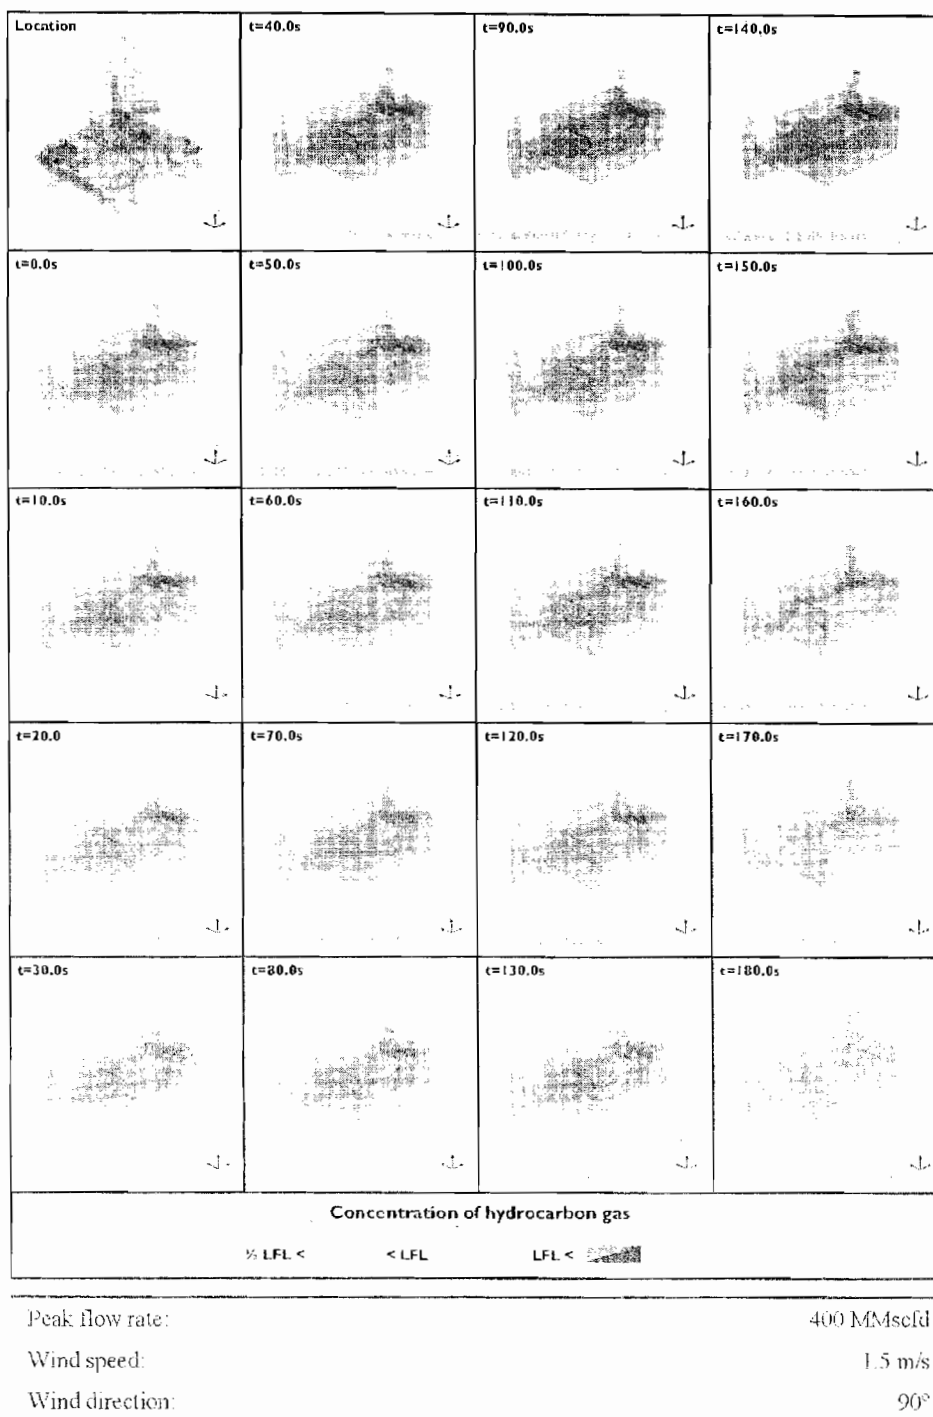 Location t=40.0s t=90.0s t=140.0s
t=0.0s t=50.0s t=100.0s t=150.0s
t=10.0s t=60.0s t=110.0s t=160.0s
t=20.0 t=70.0s t=120.0s t=170.0s
t=30.0s t=80.0s t=130.0s t=180.0s
Concentration of hydrocarbon gas
½ LFL < < LFL LFL <
Peak flow rate: 400 MMscfd
Wind speed: 1.5 m/s
Wind direction: 90°